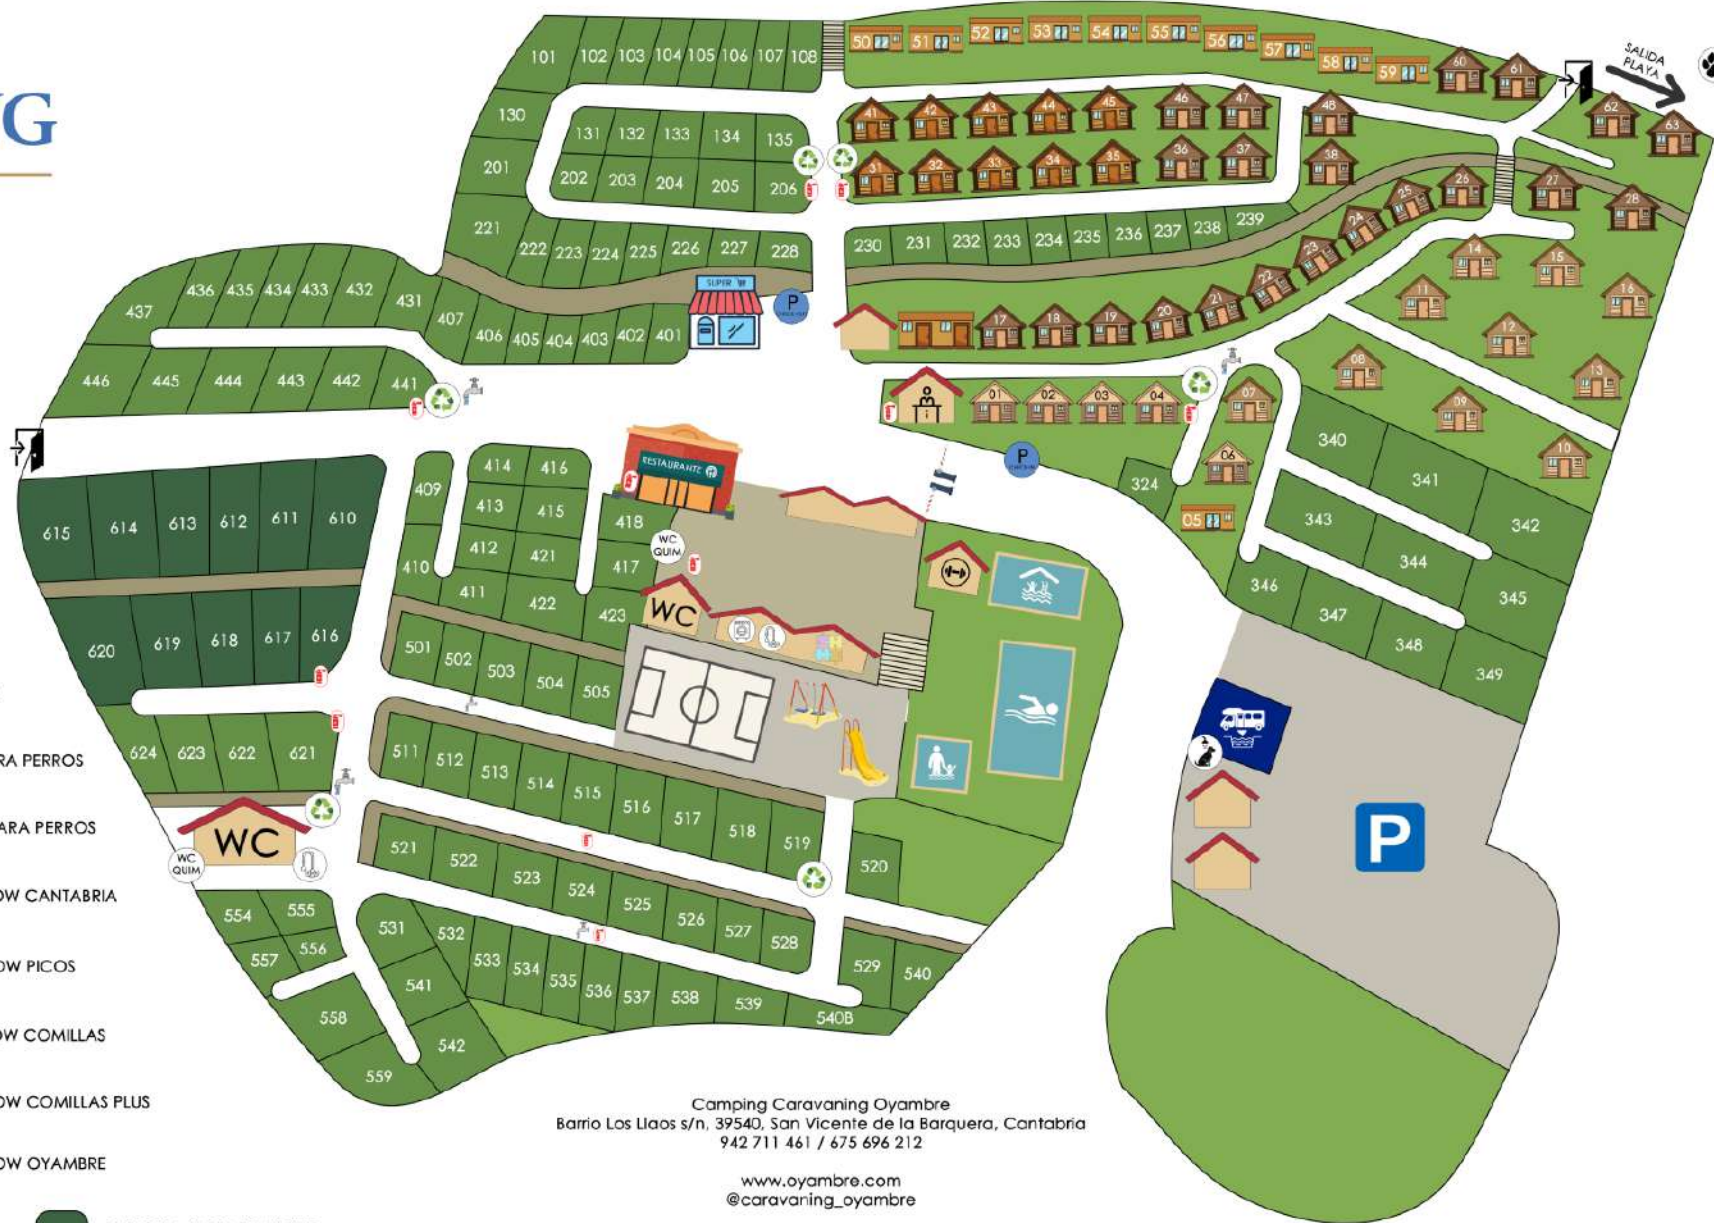 G
101 102 103 104 105 106 107 108
50 51 52 53 54 55 56 57 58 59 60 61
SALIDA
PLAYA
62 63
130
131 132 133 134 135
41 42 43 44 45 46 47 48
201
202 203 204 205 206
31 32 33 34 35 36 37 38
221
222 223 224 225 226 227 228
230 231 232 233 234 235 236 237 238 239
17 18 19 20 21 22 23 24 25 26 27 28
14 15
11 16
12
13
08
09
10
437 436 435 434 433 432 431
407 406 405 404 403 402 401
SUPER
P
446 445 444 443 442 441
01 02 03 04 07
06
05
P
324
340 341 342
343 344 345
346 347 348 349
RESTAURANTE
409 414 416
413 415 418
410 412 421 417
411 422 423
WC
QUIM
WC
615 614 613 612 611 610
620 619 618 617 616
624 623 622 621
501 502 503 504 505
511 512 513 514 515 516 517 518 519 520
521 522 523 524 525 526 527 528
529 540
WC
WC
QUIM
554 555
557 556
558
559
531 532 533 534 535 536 537 538 539 540B
541
542
P
RA PERROS
ARA PERROS
OW CANTABRIA
OW PICOS
OW COMILLAS
OW COMILLAS PLUS
OW OYAMBRE
Camping Caravaning Oyambre
Barrio Los Llaos s/n, 39540, San Vicente de la Barquera, Cantabria
942 711 461 / 675 696 212
www.oyambre.com
@caravaning_oyambre